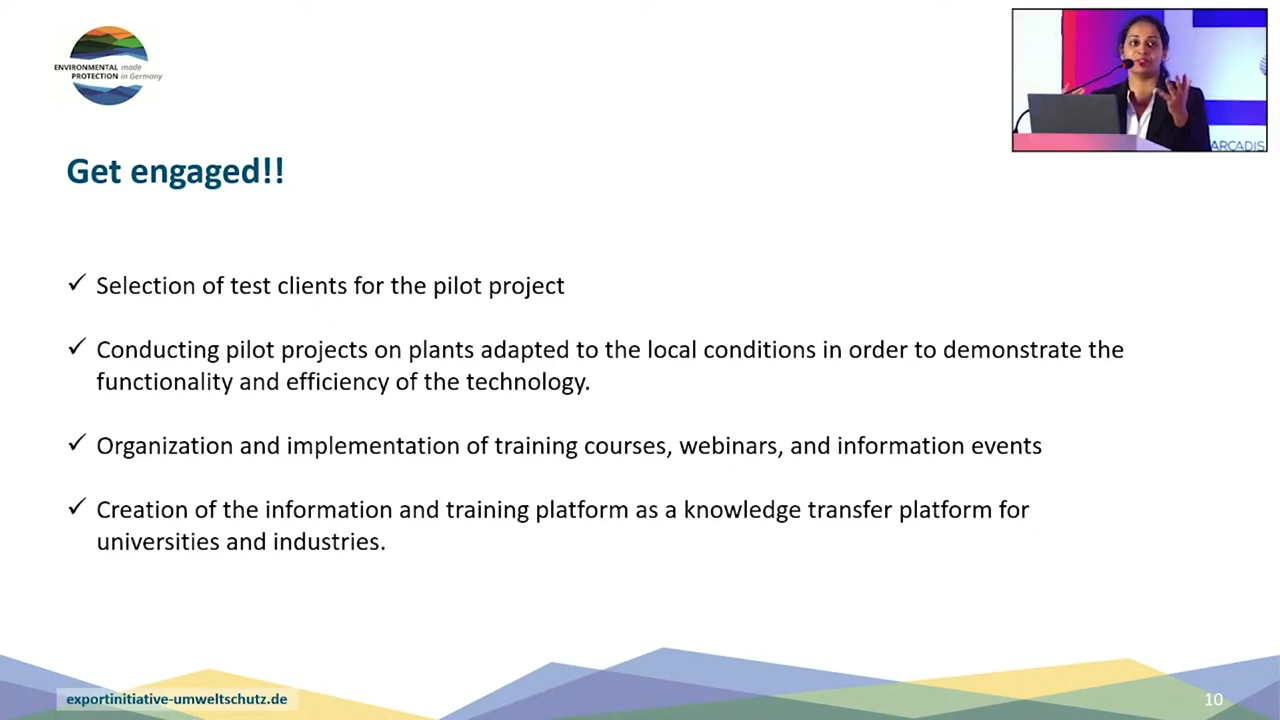 ENVIRONMENTAL made
PROTECTION in Germany
ARCADIS
Get engaged!!
✓ Selection of test clients for the pilot project
✓ Conducting pilot projects on plants adapted to the local conditions in order to demonstrate the
functionality and efficiency of the technology.
✓ Organization and implementation of training courses, webinars, and information events
✓ Creation of the information and training platform as a knowledge transfer platform for
universities and industries.
exportinitiative-umweltschutz.de
10